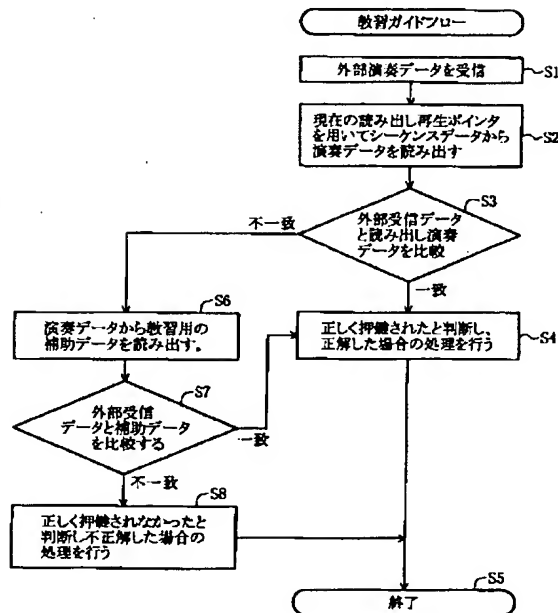 教習ガイドフロー
外部演奏データを受信
S1
現在の読み出し再生ポインタ
を用いてシーケンスデータから
演奏データを読み出す
S2
S3
外部受信データ
と読み出し演奏
データを比較
不一致
一致
S6
演奏データから教習用の
補助データを読み出す。
正しく押鍵されたと判断し、
正解した場合の処理を行う
S4
S7
外部受信
データと補助データ
を比較する
一致
不一致
S8
正しく押鍵されなかったと
判断し不正解した場合の
処理を行う
S5
終了